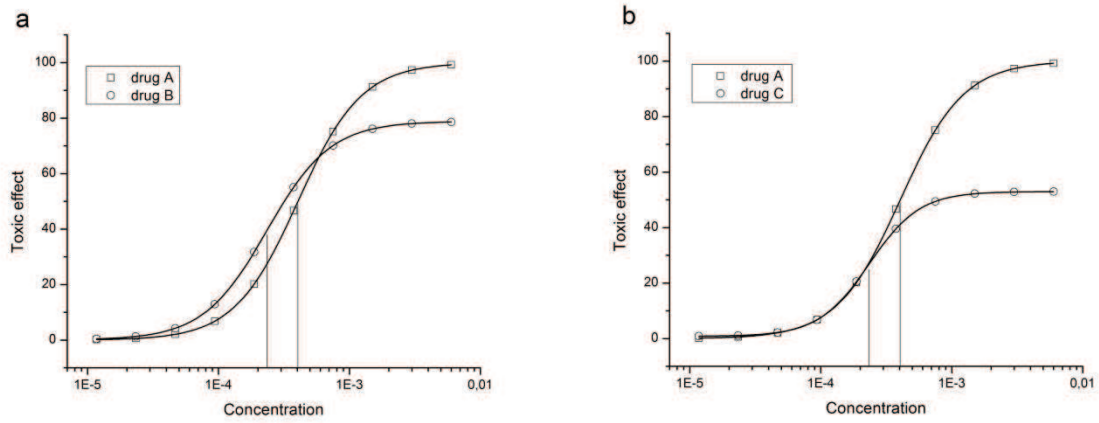 a
drug A
drug B
100
80
60
40
20
0
Toxic effect
1E-5
1E-4
1E-3
0,01
Concentration
b
drug A
drug C
100
80
60
40
20
0
Toxic effect
1E-5
1E-4
1E-3
0,01
Concentration